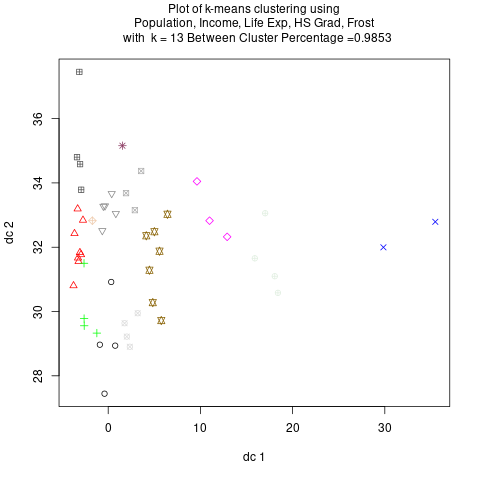 Plot of k-means clustering using
Population, Income, Life Exp, HS Grad, Frost
with k = 13 Between Cluster Percentage =0.9853
36
34
32
30
28
dc 2
0 10 20 30
dc 1